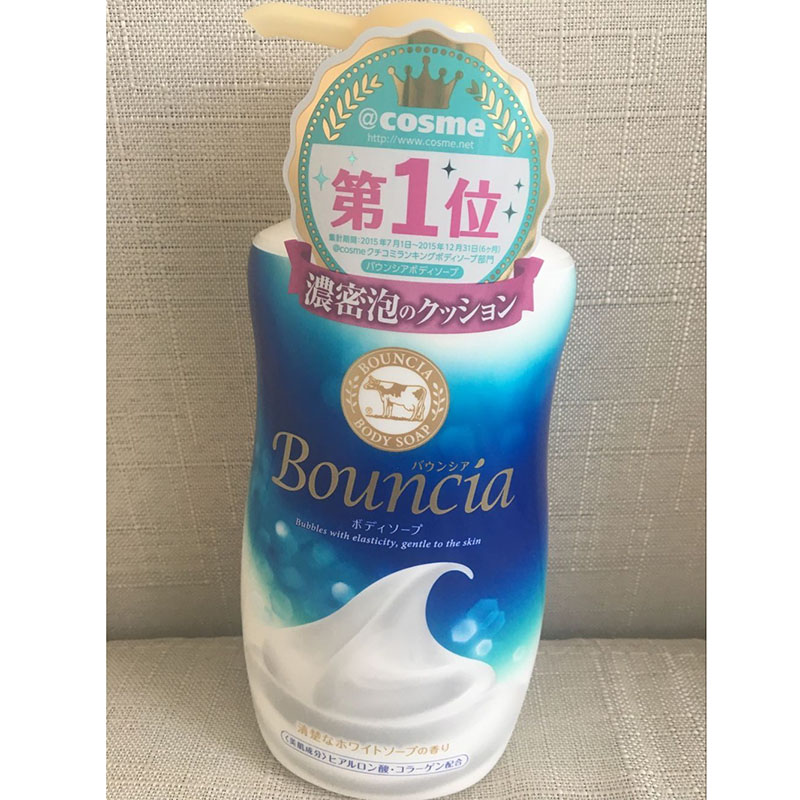 @cosme
http://www.cosme.net
第1位
集計期間:2015年7月1日~2015年12月31日(6ヶ月)
@cosmeクチコミランキングボディソープ部門
バウンシアボディソープ
濃密泡のクッション
BOUNCIA
BODY SOAP
バウンシア
Bouncia
ボディソープ
Bubbles with elasticity, gentle to the skin
清楚なホワイトソープの香り
〈美肌成分〉ヒアルロン酸・コラーゲン配合